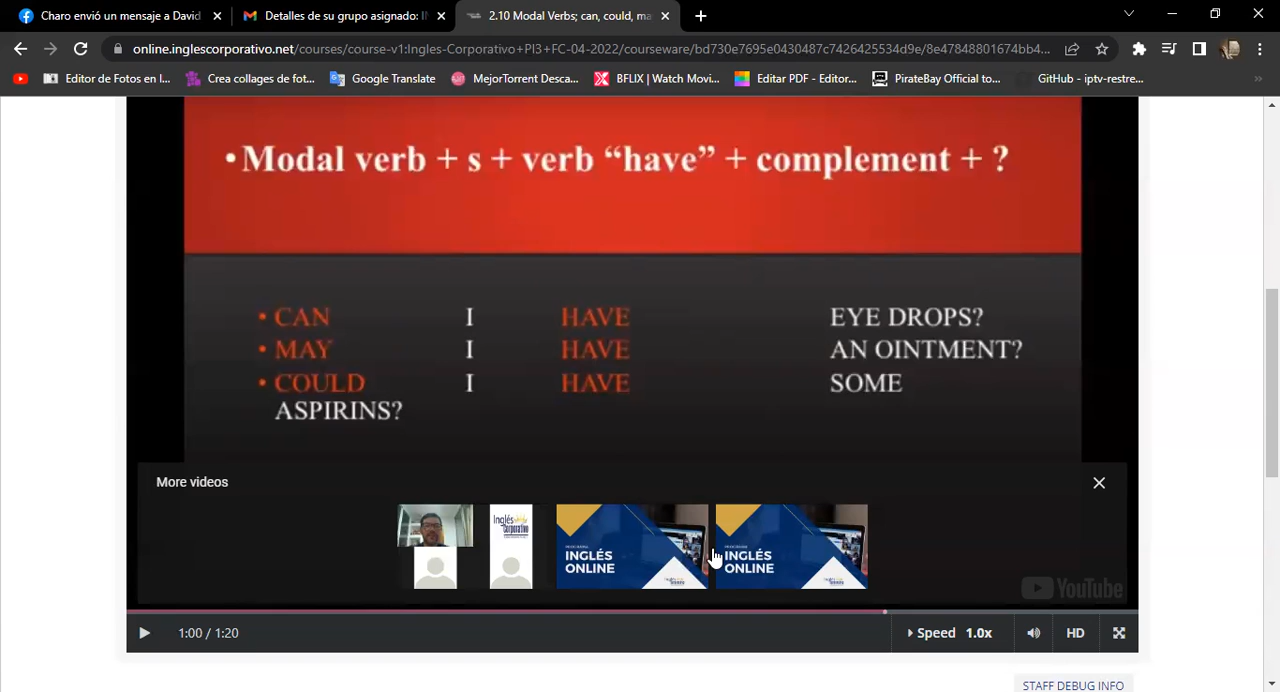 Charo envió un mensaje a David
Detalles de su grupo asignado: I
2.10 Modal Verbs; can, could, ma
online.inglescorporativo.net/courses/course-v1:Ingles-Corporativo+PI3+FC-04-2022/courseware/bd730e7695e0430487c7426425534d9e/8e47848801674bb4...
Editor de Fotos en l...
Crea collages de fot...
Google Translate
MejorTorrent Desca...
BFLIX | Watch Movi...
Editar PDF - Editor...
PirateBay Official to...
GitHub - iptv-restre...
• Modal verb + s + verb “have” + complement + ?
• CAN I HAVE EYE DROPS?
• MAY I HAVE AN OINTMENT?
• COULD I HAVE SOME
ASPIRINS?
More videos
Inglés
Corporativo
INGLÉS
ONLINE
INGLÉS
ONLINE
YouTube
1:00 / 1:20
Speed 1.0x
HD
STAFF DEBUG INFO